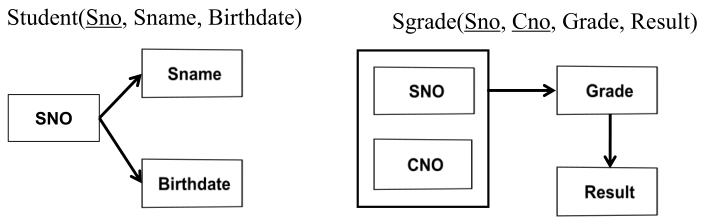 Student(Sno, Sname, Birthdate)
Sgrade(Sno, Cno, Grade, Result)
SNO
Sname
Birthdate
SNO
CNO
Grade
Result